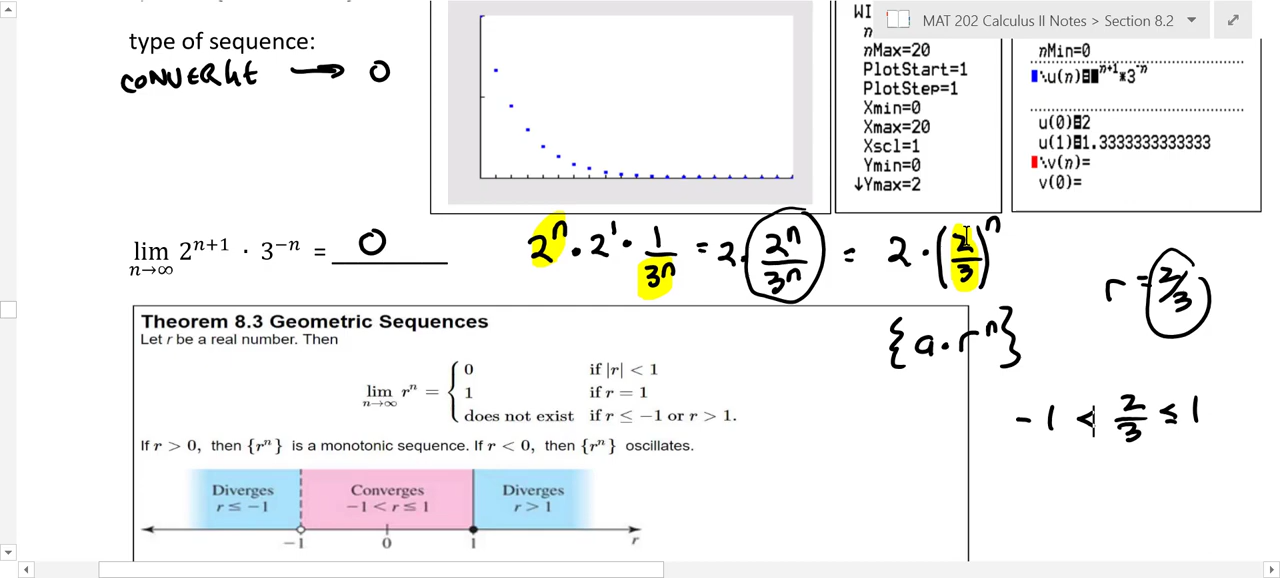 MAT 202 Calculus II Notes > Section 8.2
type of sequence:
CONVERGE → 0
WI
n
nMax=20
PlotStart=1
PlotStep=1
Xmin=0
Xmax=20
Xscl=1
Ymin=0
↓Ymax=2
nMin=0
u(0)=2
u(1)=1.3333333333333
v(n)=
v(0)=
lim n→∞ 2^{n+1} · 3^{−n} = 0
2^n · 2^1 · 1/3^n = 2 · 2^n/3^n = 2 · (2/3)^n
r = 2/3
{a · r^n}
-1 < 2/3 ≤ 1
Theorem 8.3 Geometric Sequences
Let r be a real number. Then
lim n→∞ r^n = {
0 if |r| < 1
1 if r = 1
does not exist if r ≤ −1 or r > 1.
If r > 0, then {r^n} is a monotonic sequence. If r < 0, then {r^n} oscillates.
Diverges
r ≤ −1
Converges
−1 < r ≤ 1
Diverges
r > 1
−1 0 1 r